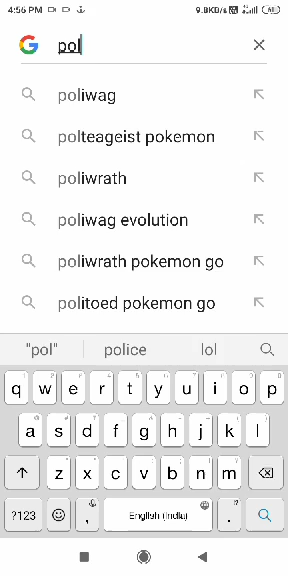 4:56 PM 9.8KB/s
pol
poliwag
polteageist pokemon
poliwrath
poliwag evolution
poliwrath pokemon go
politoed pokemon go
"pol" police lol
q w e r t y u i o p
a s d f g h j k l
z x c v b n m
?123 , English (India) .